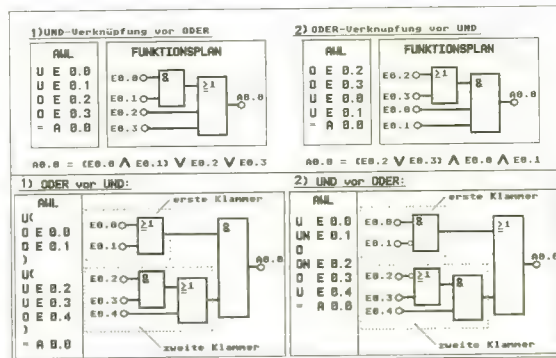 1)UND-Verknüpfung vor ODER
AWL
U E 0.0
U E 0.1
O E 0.2
O E 0.3
= A 0.0
FUNKTIONSPLAN
E0.0
E0.1
E0.2
E0.3
&
≥1
A0.0
A0.0 = (E0.0 ∧ E0.1) ∨ E0.2 ∨ E0.3
2)ODER-Verknupfung vor UND
AWL
O E 0.2
O E 0.3
U E 0.0
U E 0.1
= A 0.0
FUNKTIONSPLAN
E0.2
E0.3
E0.0
E0.1
≥1
&
A0.0
A0.0 = (E0.2 ∨ E0.3) ∧ E0.0 ∧ E0.1
1) ODER vor UND:
AWL
U(
O E 0.0
O E 0.1
)
U(
U E 0.2
U E 0.3
O E 0.4
)
= A 0.0
erste Klammer
E0.0
E0.1
≥1
&
A0.0
E0.2
E0.3
E0.4
&
≥1
zweite Klammer
2) UND vor ODER:
AWL
U E 0.0
UN E 0.1
O
ON E 0.2
O E 0.3
U E 0.4
= A 0.0
erste Klammer
E0.0
E0.1
&
≥1
A0.0
E0.2
E0.3
E0.4
≥1
&
zweite Klammer